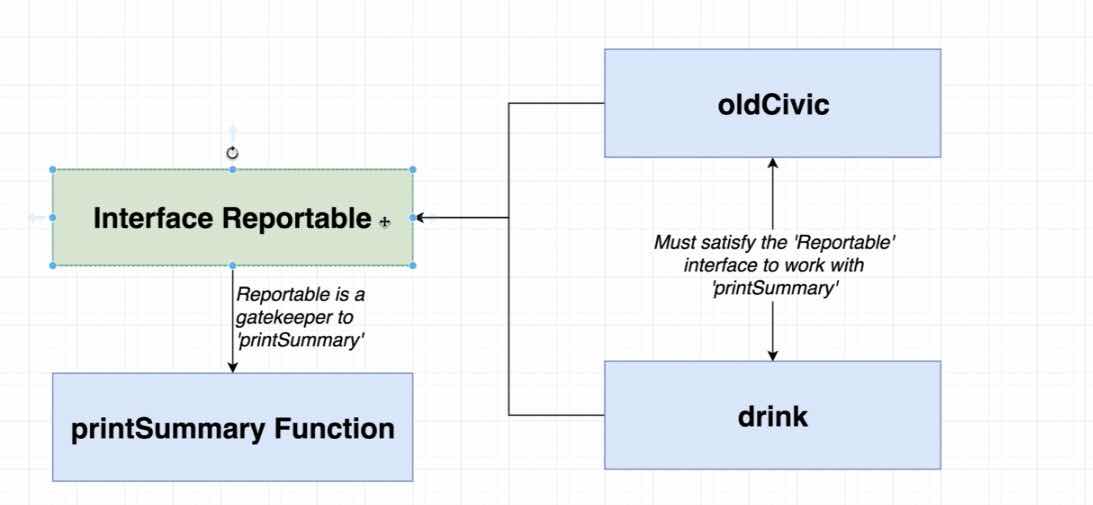 oldCivic
Interface Reportable
Must satisfy the 'Reportable'
interface to work with
'printSummary'
Reportable is a
gatekeeper to
'printSummary'
printSummary Function
drink